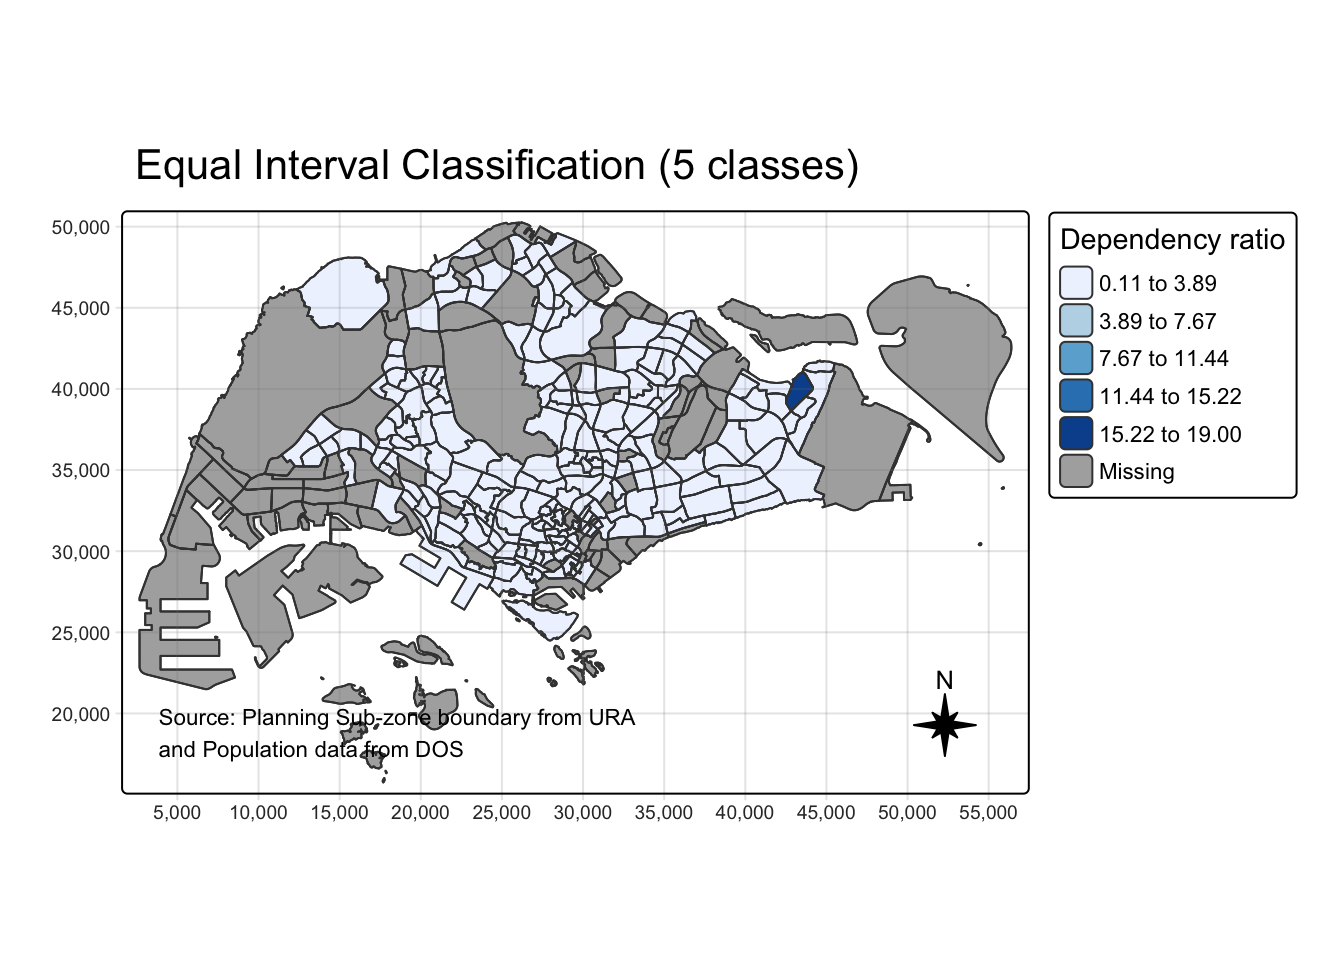 Equal Interval Classification (5 classes)
50,000
45,000
40,000
35,000
30,000
25,000
20,000
5,000 10,000 15,000 20,000 25,000 30,000 35,000 40,000 45,000 50,000 55,000
N
Source: Planning Sub-zone boundary from URA
and Population data from DOS
Dependency ratio
0.11 to 3.89
3.89 to 7.67
7.67 to 11.44
11.44 to 15.22
15.22 to 19.00
Missing